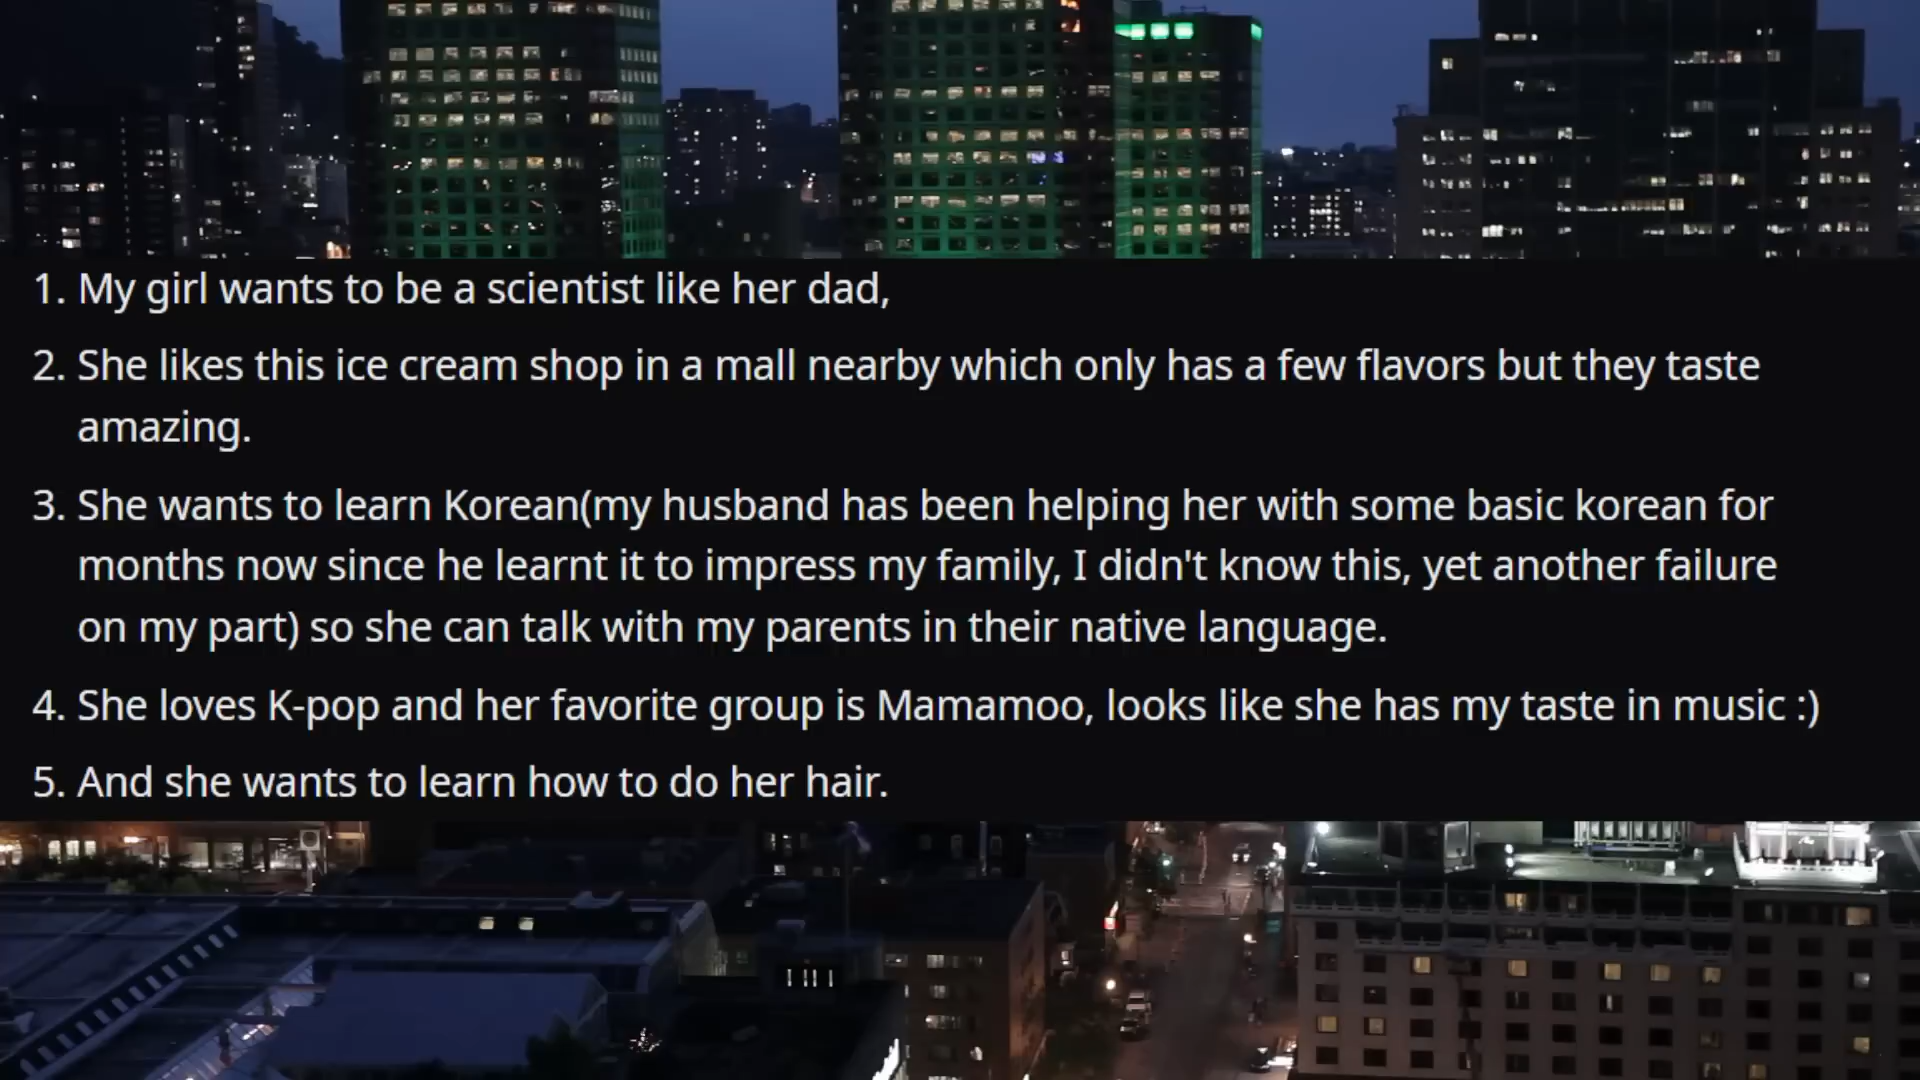 1. My girl wants to be a scientist like her dad,
2. She likes this ice cream shop in a mall nearby which only has a few flavors but they taste
amazing.
3. She wants to learn Korean(my husband has been helping her with some basic korean for
months now since he learnt it to impress my family, I didn't know this, yet another failure
on my part) so she can talk with my parents in their native language.
4. She loves K-pop and her favorite group is Mamamoo, looks like she has my taste in music :)
5. And she wants to learn how to do her hair.